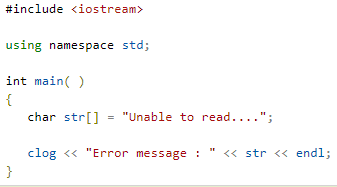 #include <iostream>
using namespace std;
int main( )
{
char str[] = "Unable to read....";
clog << "Error message : " << str << endl;
}